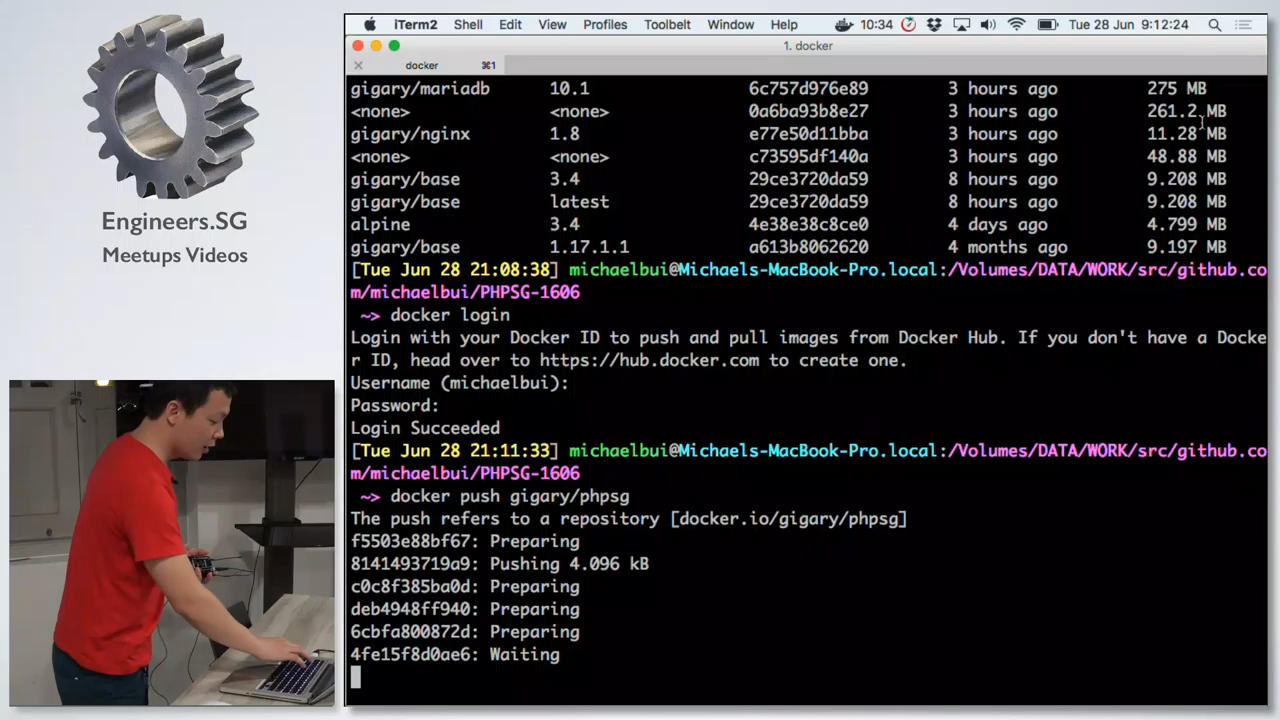 iTerm2 Shell Edit View Profiles Toolbelt Window Help 10:34 Tue 28 Jun 9:12:24
1. docker
docker ⌘1
gigary/mariadb 10.1 6c757d976e89 3 hours ago 275 MB
<none> <none> 0a6ba93b8e27 3 hours ago 261.2 MB
gigary/nginx 1.8 e77e50d11bba 3 hours ago 11.28 MB
<none> <none> c73595df140a 3 hours ago 48.88 MB
gigary/base 3.4 29ce3720da59 8 hours ago 9.208 MB
gigary/base latest 29ce3720da59 8 hours ago 9.208 MB
alpine 3.4 4e38e38c8ce0 4 days ago 4.799 MB
gigary/base 1.17.1.1 a613b8062620 4 months ago 9.197 MB
[Tue Jun 28 21:08:38] michaelbui@Michaels-MacBook-Pro.local:/Volumes/DATA/WORK/src/github.co
m/michaelbui/PHPSG-1606
~> docker login
Login with your Docker ID to push and pull images from Docker Hub. If you don't have a Docke
r ID, head over to https://hub.docker.com to create one.
Username (michaelbui):
Password:
Login Succeeded
[Tue Jun 28 21:11:33] michaelbui@Michaels-MacBook-Pro.local:/Volumes/DATA/WORK/src/github.co
m/michaelbui/PHPSG-1606
~> docker push gigary/phpsg
The push refers to a repository [docker.io/gigary/phpsg]
f5503e88bf67: Preparing
8141493719a9: Pushing 4.096 kB
c0c8f385ba0d: Preparing
deb4948ff940: Preparing
6cbfa800872d: Preparing
4fe15f8d0ae6: Waiting
Engineers.SG
Meetups Videos